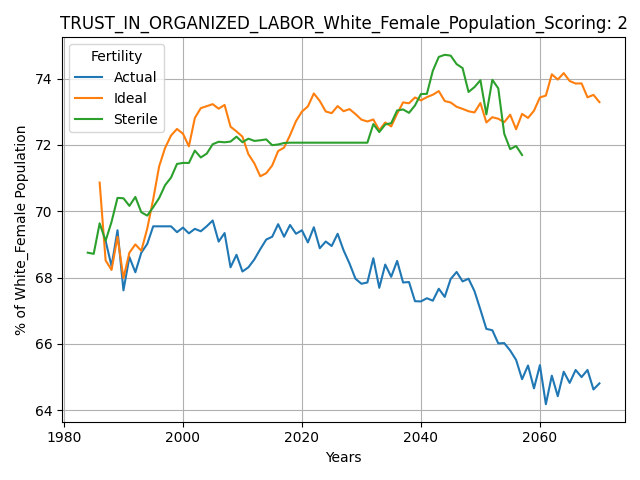 TRUST_IN_ORGANIZED_LABOR_White_Female_Population_Scoring: 2
Fertility
Actual
Ideal
Sterile
% of White_Female Population
74
72
70
68
66
64
1980
2000
2020
2040
2060
Years